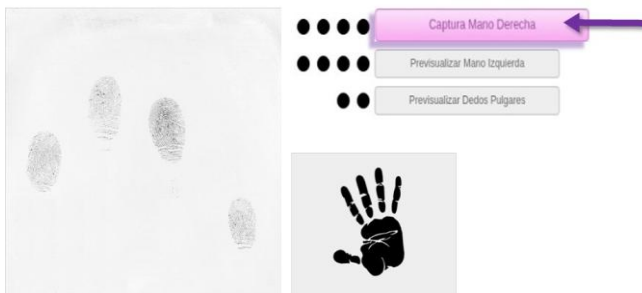 Captura Mano Derecha
Previsualizar Mano Izquierda
Previsualizar Dedos Pulgares